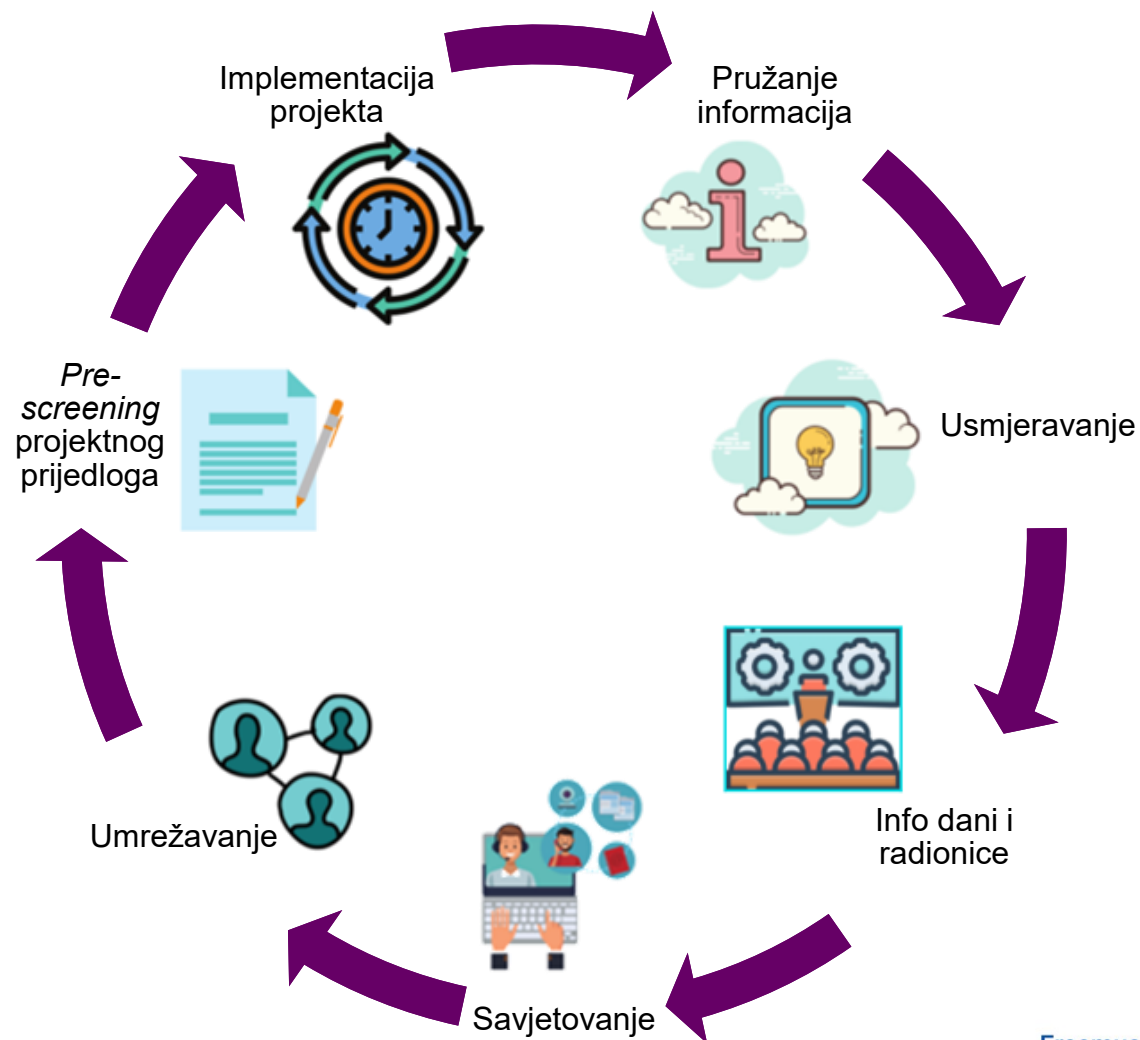 Implementacija
projekta
Pružanje
informacija
Usmjeravanje
Info dani i
radionice
Savjetovanje
Umrežavanje
Pre-
screening
projektnog
prijedloga